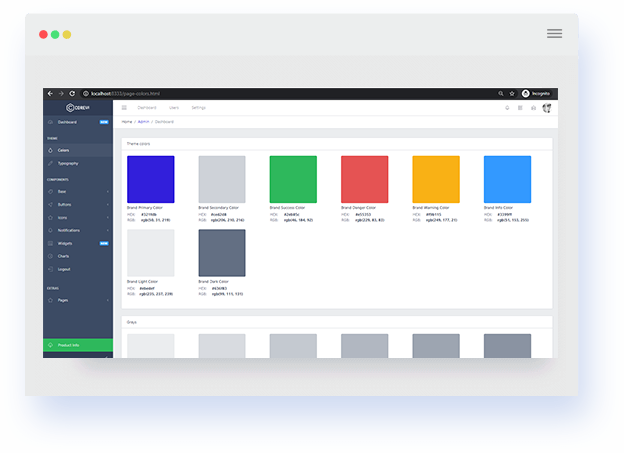 localhost:8333/page-colors.html
Incognito
COREUI
Dashboard
Users
Settings
Home / Admin / Dashboard
Dashboard
NEW
THEME
Colors
Typography
COMPONENTS
Base
Buttons
Icons
Notifications
Widgets
NEW
Charts
Logout
EXTRAS
Pages
Product Info
Theme colors
Brand Primary Color
HEX: #321fdb
RGB: rgb(50, 31, 219)
Brand Secondary Color
HEX: #ced2d8
RGB: rgb(206, 210, 216)
Brand Success Color
HEX: #2eb85c
RGB: rgb(46, 184, 92)
Brand Danger Color
HEX: #e55353
RGB: rgb(229, 83, 83)
Brand Warning Color
HEX: #f9b115
RGB: rgb(249, 177, 21)
Brand Info Color
HEX: #3399ff
RGB: rgb(51, 153, 255)
Brand Light Color
HEX: #ebedef
RGB: rgb(235, 237, 239)
Brand Dark Color
HEX: #636f83
RGB: rgb(99, 111, 131)
Grays